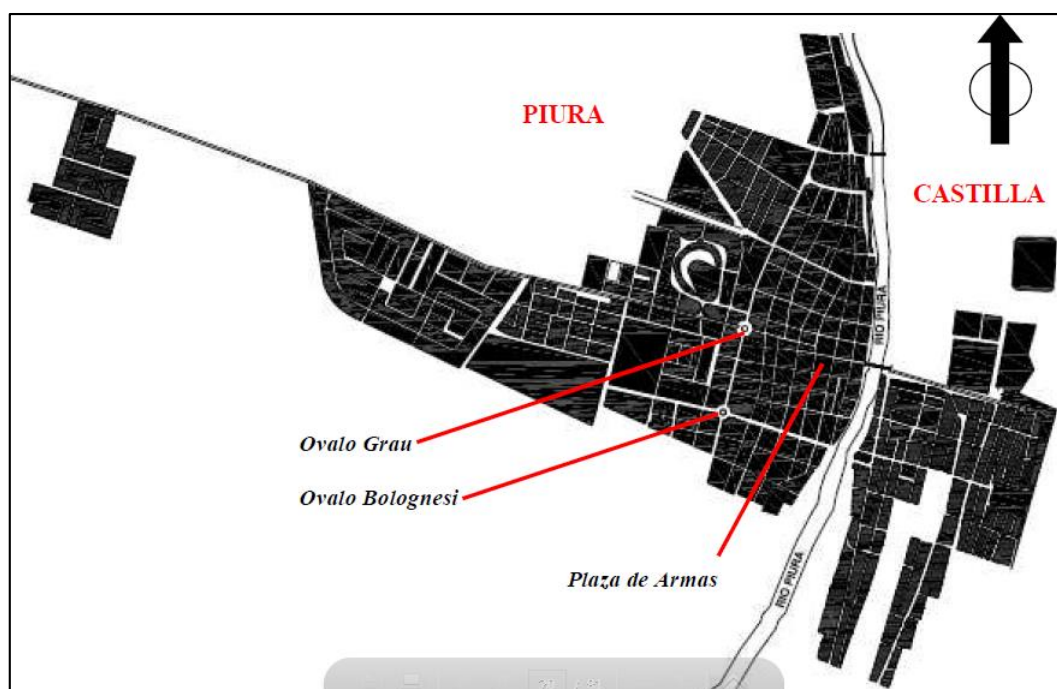 PIURA
CASTILLA
RIO PIURA
Ovalo Grau
Ovalo Bolognesi
Plaza de Armas
RIO PIURA